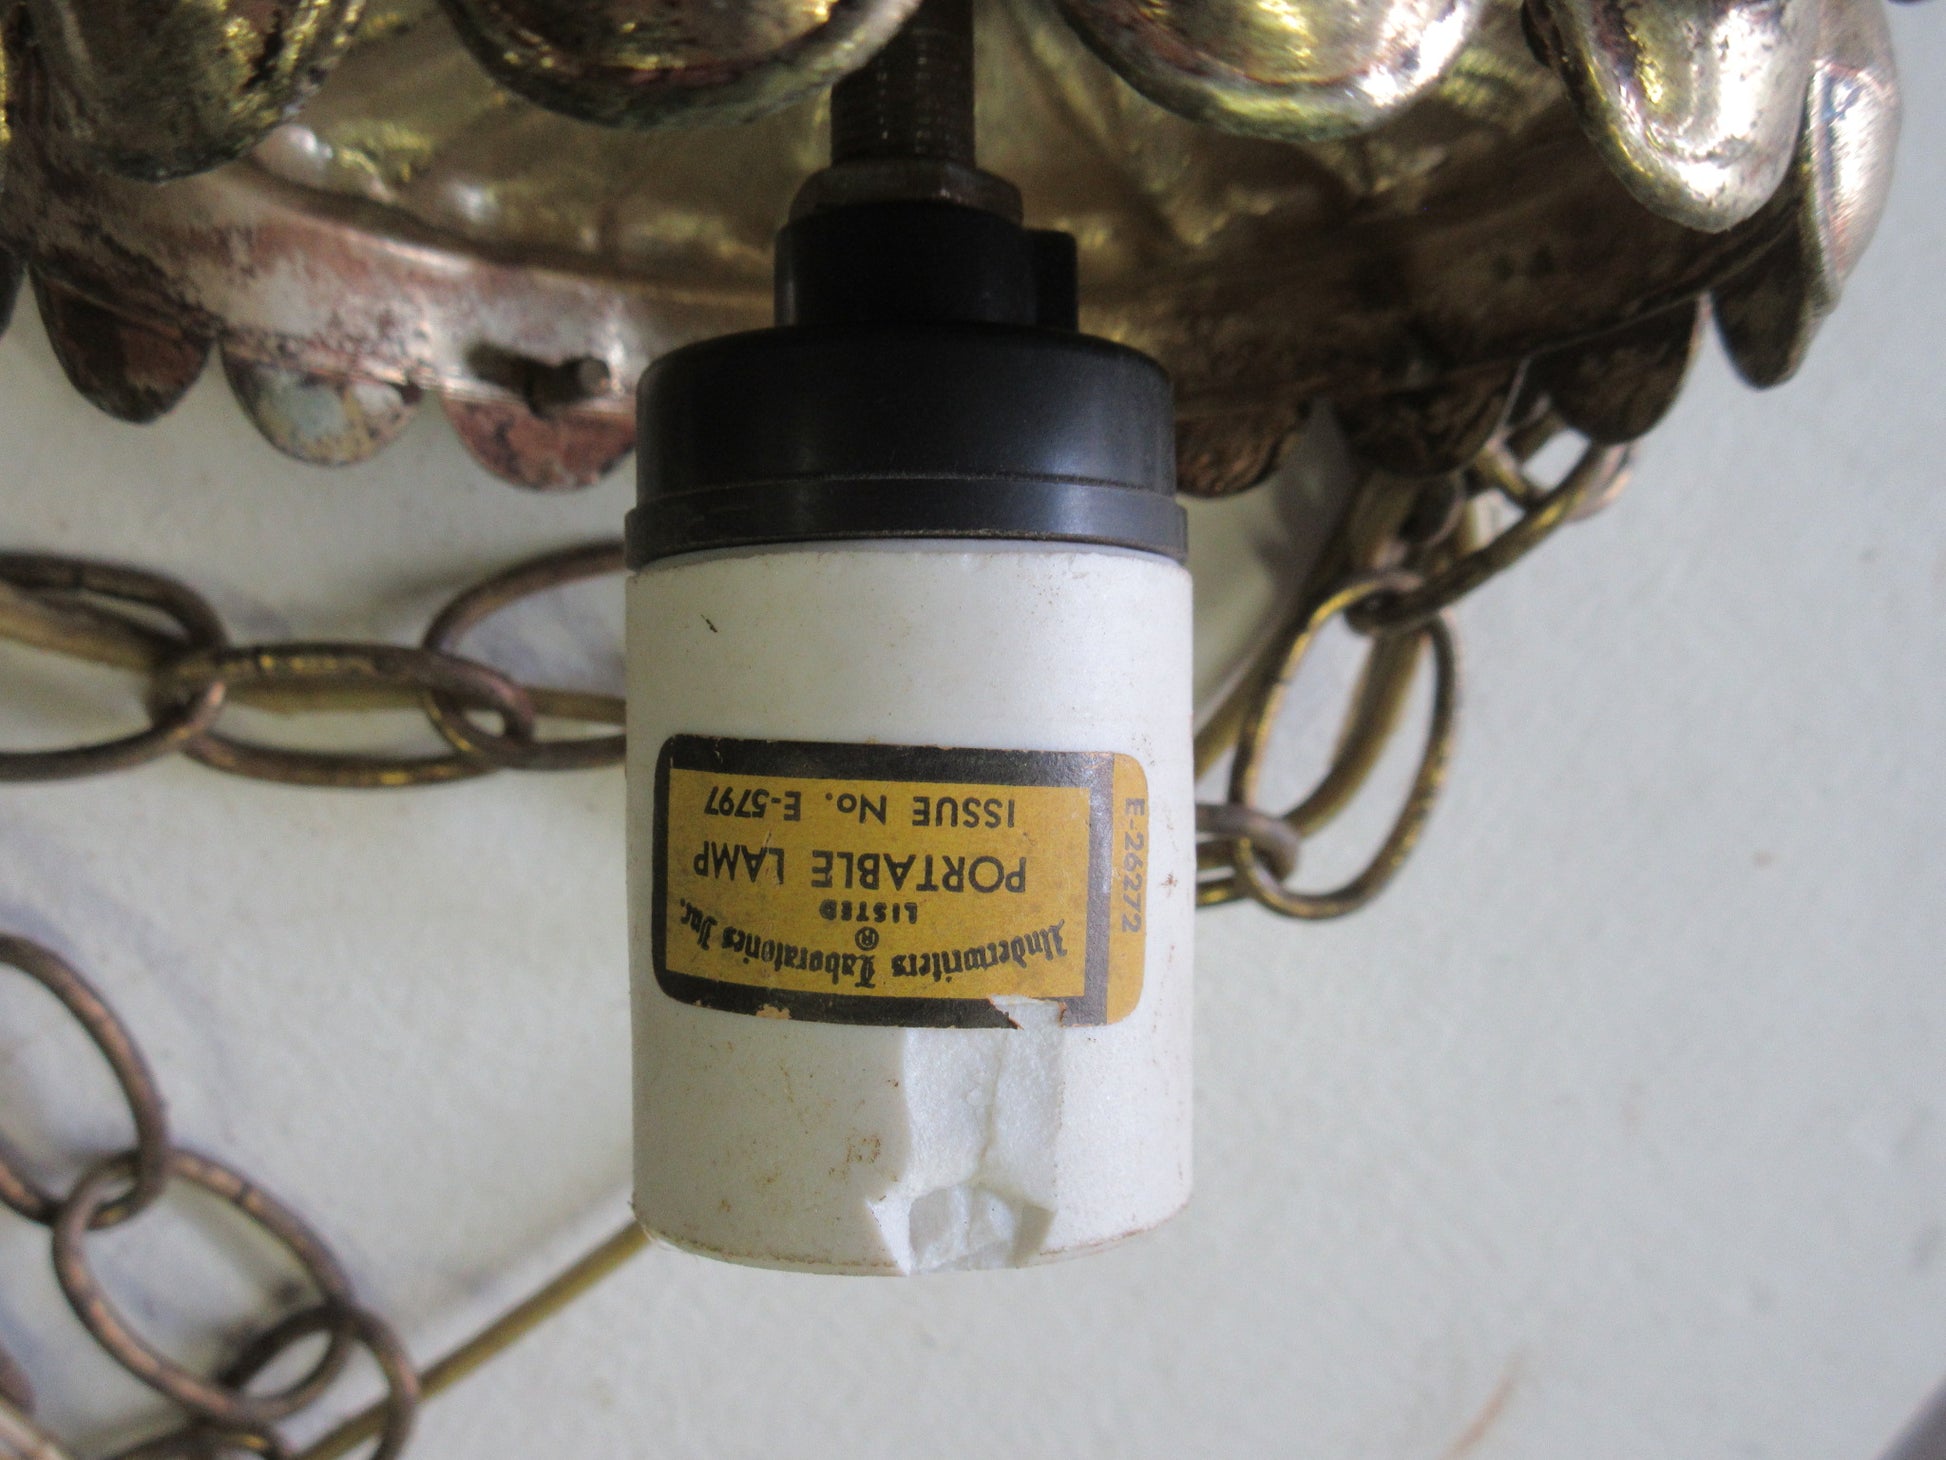 Underwriters Laboratories Inc.
®
LISTED
PORTABLE LAMP
ISSUE No. E-5797
E-26272